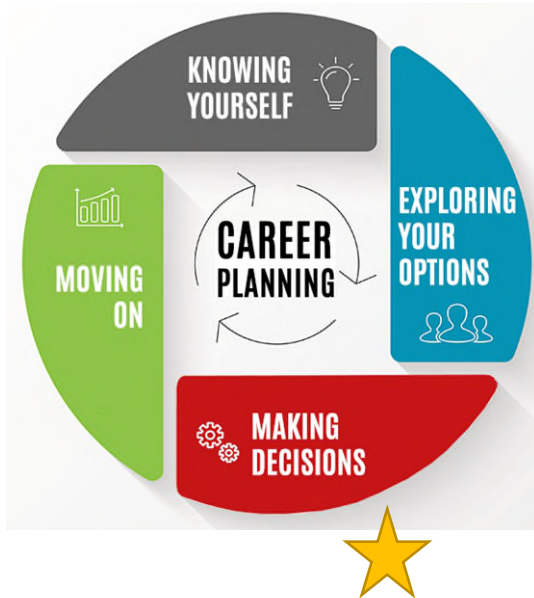 KNOWING
YOURSELF
EXPLORING
YOUR
OPTIONS
CAREER
PLANNING
MOVING
ON
MAKING
DECISIONS